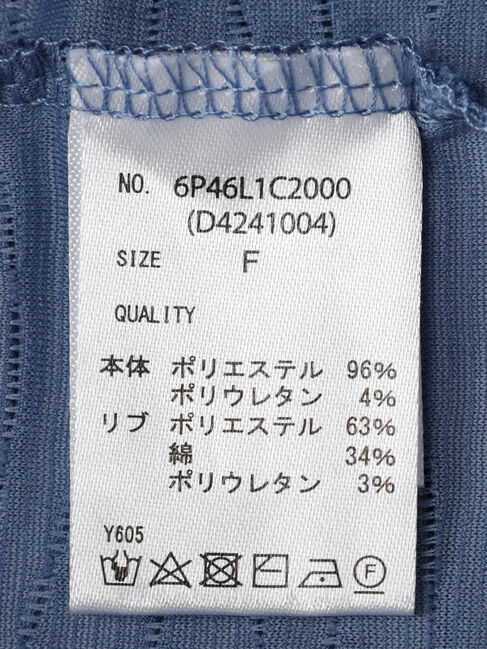 NO. 6P46L1C2000
(D4241004)
SIZE F
QUALITY
本体 ポリエステル 96%
ポリウレタン 4%
リブ ポリエステル 63%
綿 34%
ポリウレタン 3%
Y605
F